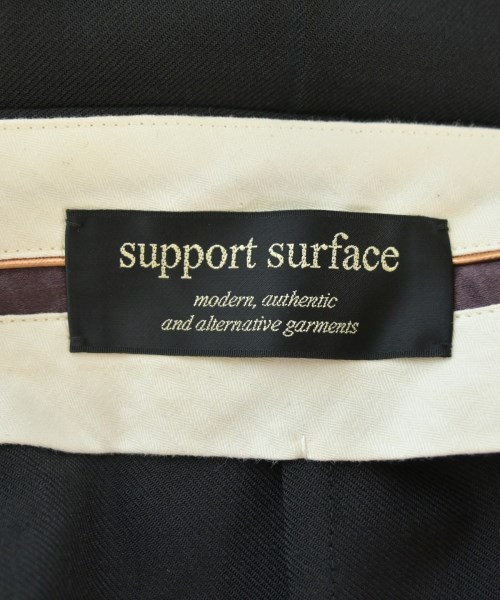 support surface
modern, authentic
and alternative garments